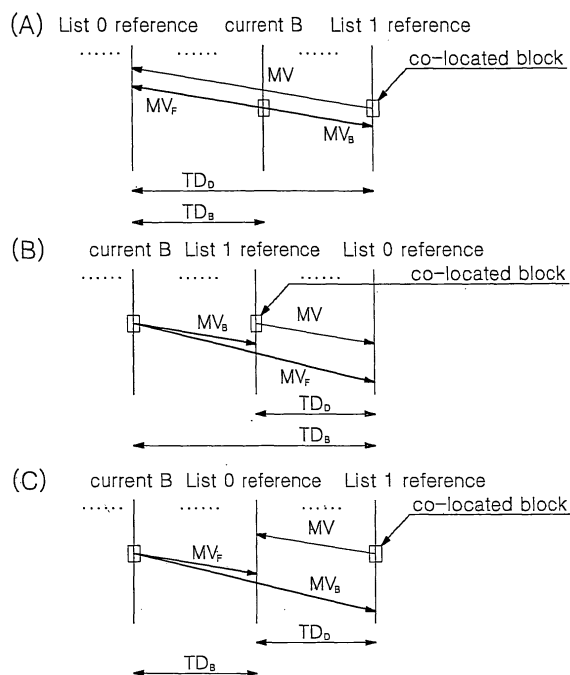 (A) List 0 reference current B List 1 reference
co-located block
...... ......
MV
MVF
MVB
TDD
TDB
(B) current B List 1 reference List 0 reference
co-located block
...... ...... ......
MVB MV
MVF
TDD
TDB
(C) current B List 0 reference List 1 reference
co-located block
...... ...... ......
MV
MVF
MVB
TDD
TDB